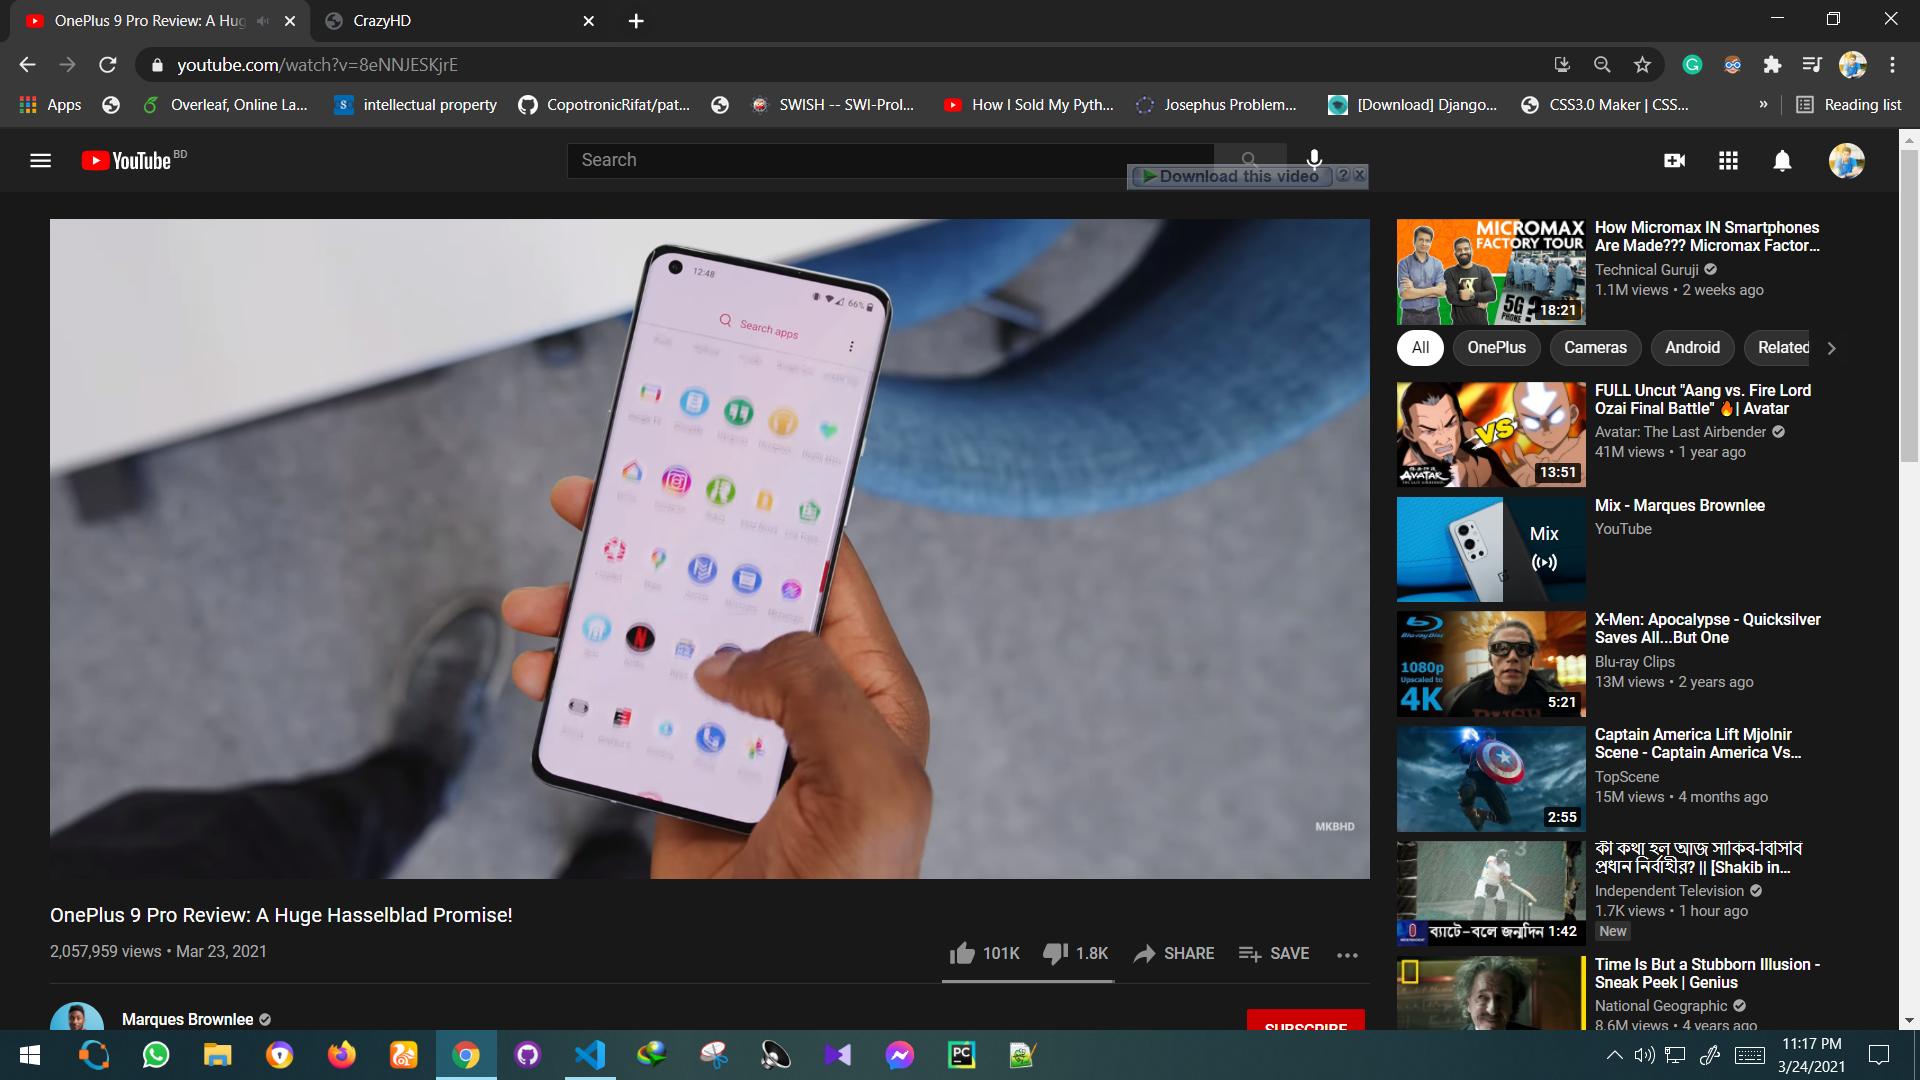 OnePlus 9 Pro Review: A Hug
CrazyHD
youtube.com/watch?v=8eNNJESKjrE
Apps
Overleaf, Online La...
intellectual property
CopotronicRifat/pat...
SWISH -- SWI-Prol...
How I Sold My Pyth...
Josephus Problem...
[Download] Django...
CSS3.0 Maker | CSS...
»
Reading list
YouTube BD
Search
Download this video
12:48
66%
Search apps
MKBHD
OnePlus 9 Pro Review: A Huge Hasselblad Promise!
2,057,959 views • Mar 23, 2021
101K
1.8K
SHARE
SAVE
Marques Brownlee
SUBSCRIBE
MICROMAX
FACTORY TOUR
5G ?
PHONE
18:21
How Micromax IN Smartphones
Are Made??? Micromax Factor...
Technical Guruji
1.1M views • 2 weeks ago
All
OnePlus
Cameras
Android
Related
VS
AVATAR
13:51
FULL Uncut "Aang vs. Fire Lord
Ozai Final Battle" 🔥| Avatar
Avatar: The Last Airbender
41M views • 1 year ago
Mix
Mix - Marques Brownlee
YouTube
Blu-ray Disc
1080p
Upscaled to
4K
5:21
X-Men: Apocalypse - Quicksilver
Saves All...But One
Blu-ray Clips
13M views • 2 years ago
2:55
Captain America Lift Mjolnir
Scene - Captain America Vs...
TopScene
15M views • 4 months ago
ব্যাটে-বলে জন্মদিন
1:42
কী কথা হল আজ সাকিব-বিসিবি
প্রধান নির্বাহীর? || [Shakib in...
Independent Television
1.7K views • 1 hour ago
New
Time Is But a Stubborn Illusion -
Sneak Peek | Genius
National Geographic
8.6M views • 4 years ago
11:17 PM
3/24/2021